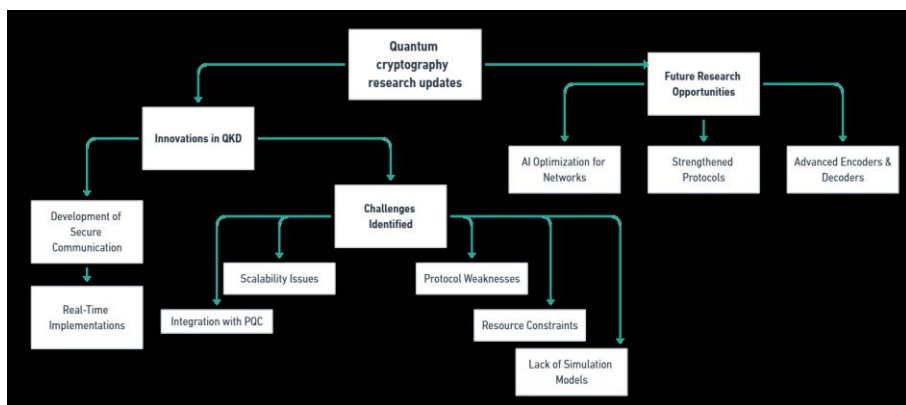 Quantum
cryptography
research updates
Future Research
Opportunities
Innovations in QKD
AI Optimization for
Networks
Strengthened
Protocols
Advanced Encoders &
Decoders
Development of
Secure
Communication
Challenges
Identified
Scalability Issues
Protocol Weaknesses
Real-Time
Implementations
Integration with PQC
Resource Constraints
Lack of Simulation
Models